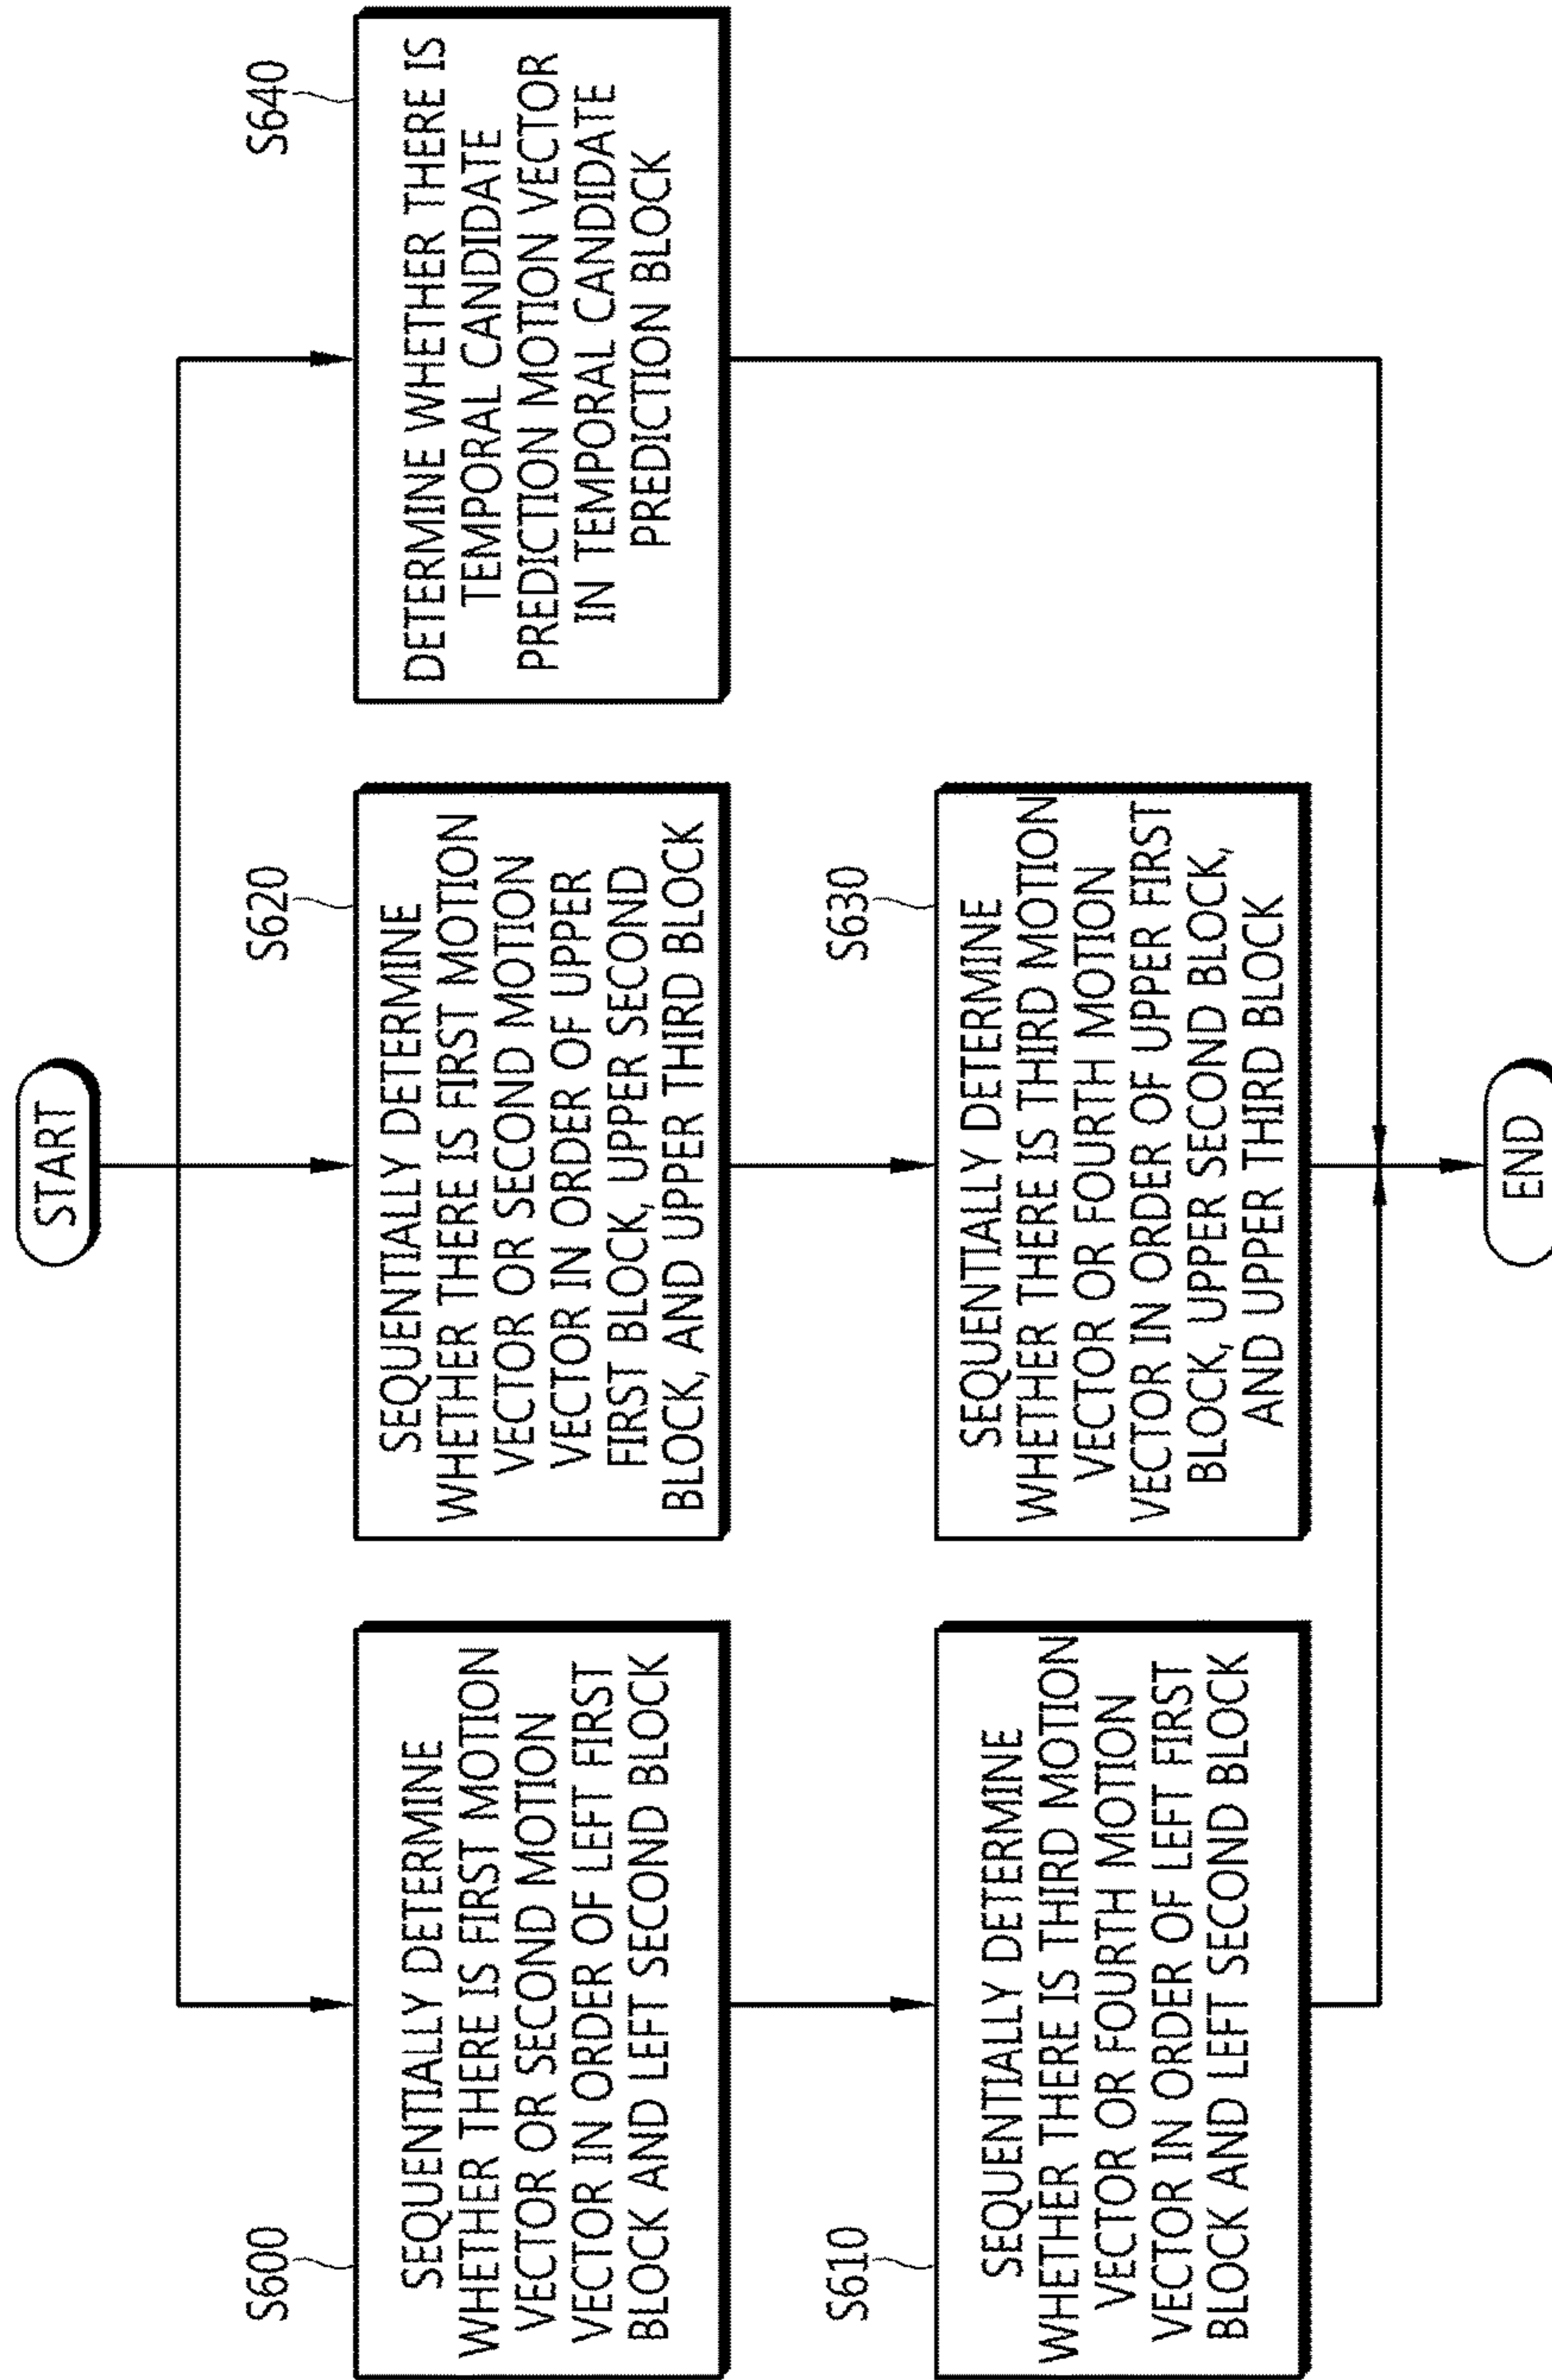 START
S600
SEQUENTIALLY DETERMINE
WHETHER THERE IS FIRST MOTION
VECTOR OR SECOND MOTION
VECTOR IN ORDER OF LEFT FIRST
BLOCK AND LEFT SECOND BLOCK
S620
SEQUENTIALLY DETERMINE
WHETHER THERE IS FIRST MOTION
VECTOR OR SECOND MOTION
VECTOR IN ORDER OF UPPER
FIRST BLOCK, UPPER SECOND
BLOCK, AND UPPER THIRD BLOCK
S640
DETERMINE WHETHER THERE IS
TEMPORAL CANDIDATE
PREDICTION MOTION VECTOR
IN TEMPORAL CANDIDATE
PREDICTION BLOCK
S610
SEQUENTIALLY DETERMINE
WHETHER THERE IS THIRD MOTION
VECTOR OR FOURTH MOTION
VECTOR IN ORDER OF LEFT FIRST
BLOCK AND LEFT SECOND BLOCK
S630
SEQUENTIALLY DETERMINE
WHETHER THERE IS THIRD MOTION
VECTOR OR FOURTH MOTION
VECTOR IN ORDER OF UPPER FIRST
BLOCK, UPPER SECOND BLOCK,
AND UPPER THIRD BLOCK
END